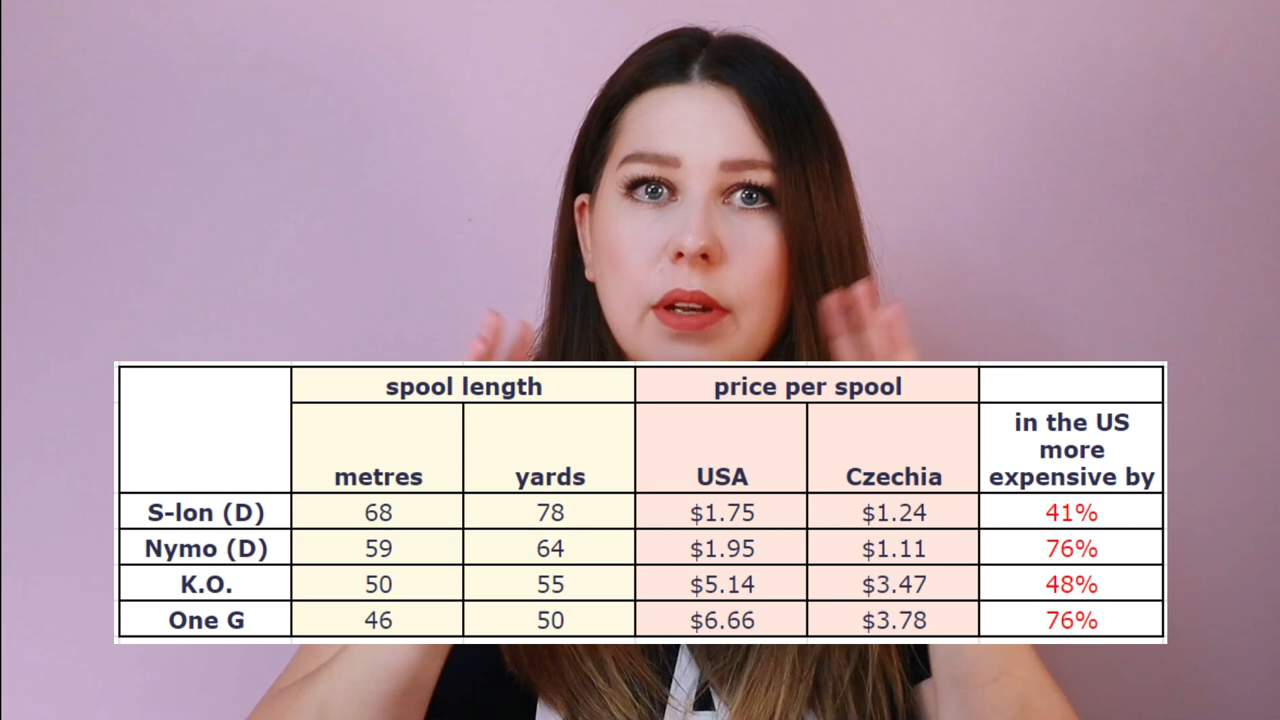 spool length price per spool
in the US
more
metres yards USA Czechia expensive by
S-lon (D) 68 78 $1.75 $1.24 41%
Nymo (D) 59 64 $1.95 $1.11 76%
K.O. 50 55 $5.14 $3.47 48%
One G 46 50 $6.66 $3.78 76%